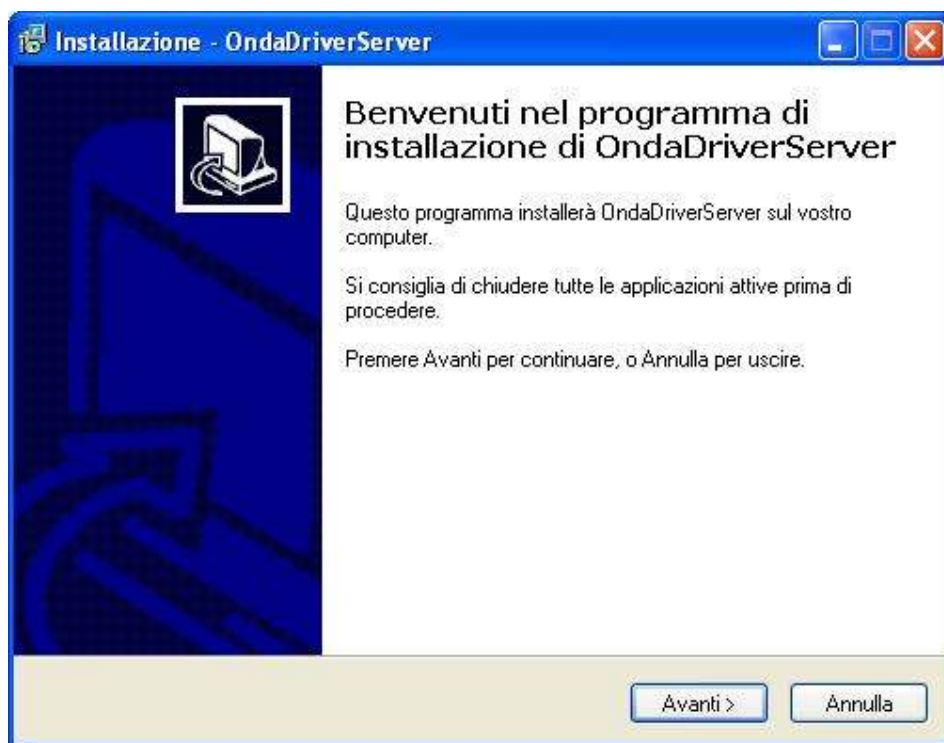 Installazione - OndaDriverServer
Benvenuti nel programma di
installazione di OndaDriverServer
Questo programma installerà OndaDriverServer sul vostro
computer.
Si consiglia di chiudere tutte le applicazioni attive prima di
procedere.
Premere Avanti per continuare, o Annulla per uscire.
Avanti >
Annulla